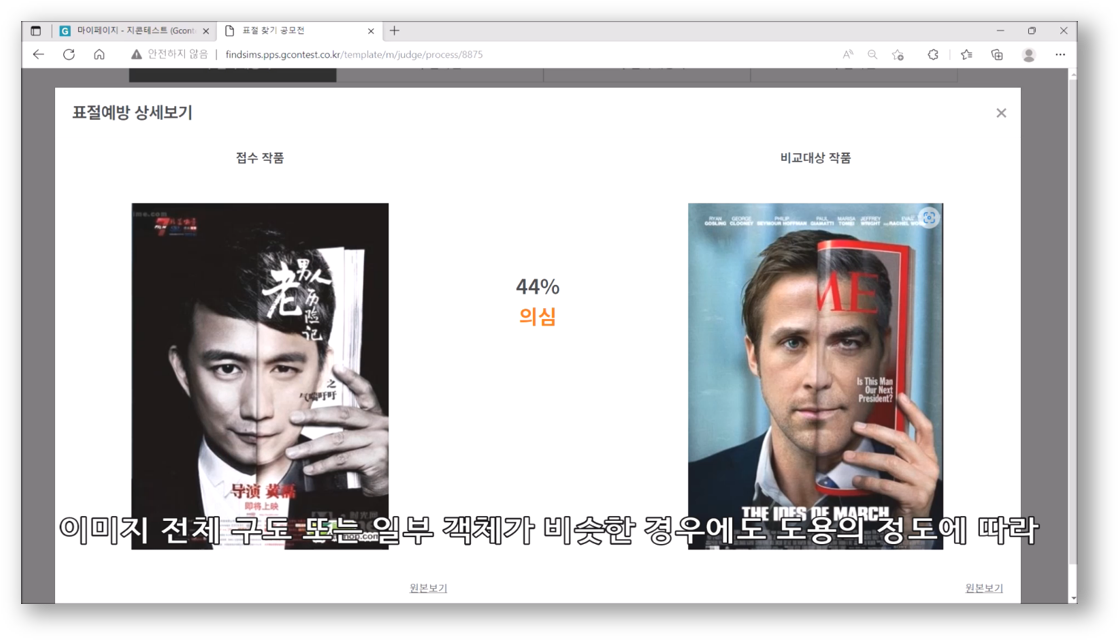 마이페이지 - 지콘테스트 (Gcont
표절 찾기 공모전
안전하지 않음
findsims.pps.gcontest.co.kr/template/m/judge/process/8875
표절예방 상세보기
접수 작품
비교대상 작품
老男人历险记
之
导演 黄磊
即将上映
44%
의심
RYAN GOSLING
GEORGE CLOONEY
PHILIP SEYMOUR HOFFMAN
PAUL GIAMATTI
MARISA TOMEI
JEFFREY WRIGHT
ME
Is This Man
Our Next
President?
THE IDES OF MARCH
이미지 전체 구도 또는 일부 객체가 비슷한 경우에도 도용의 정도에 따라
원본보기
원본보기